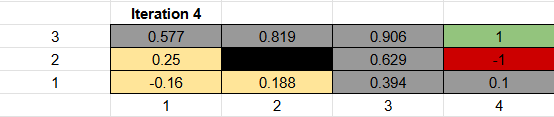 Iteration 4
3 0.577 0.819 0.906 1
2 0.25 0.629 -1
1 -0.16 0.188 0.394 0.1
1 2 3 4